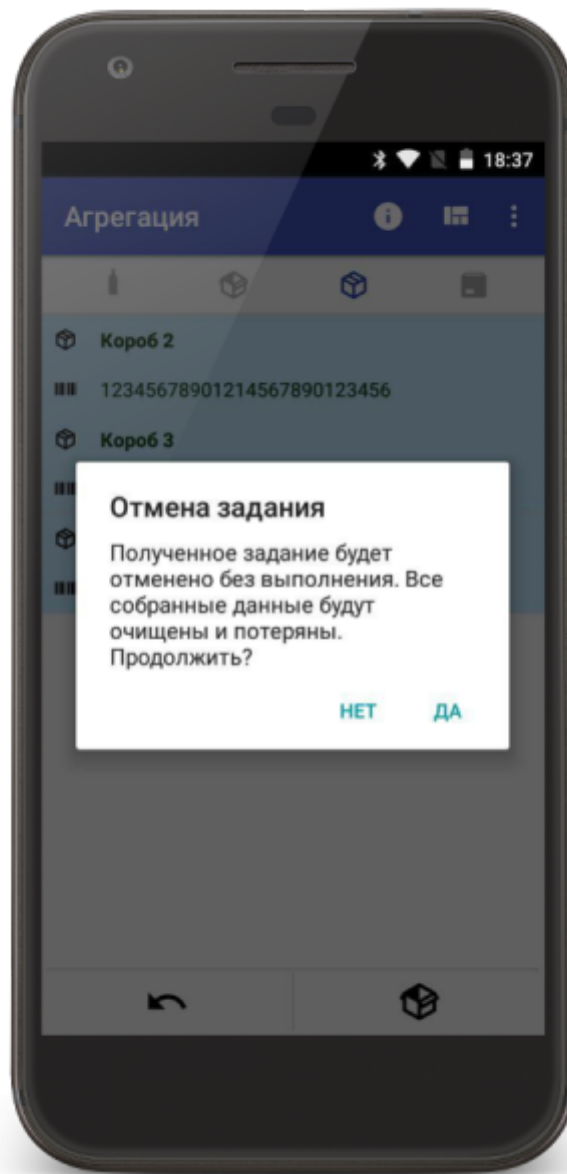 18:37
Агрегация
Короб 2
12345678901214567890123456
Короб 3
Отмена задания
Полученное задание будет
отменено без выполнения. Все
собранные данные будут
очищены и потеряны.
Продолжить?
НЕТ ДА